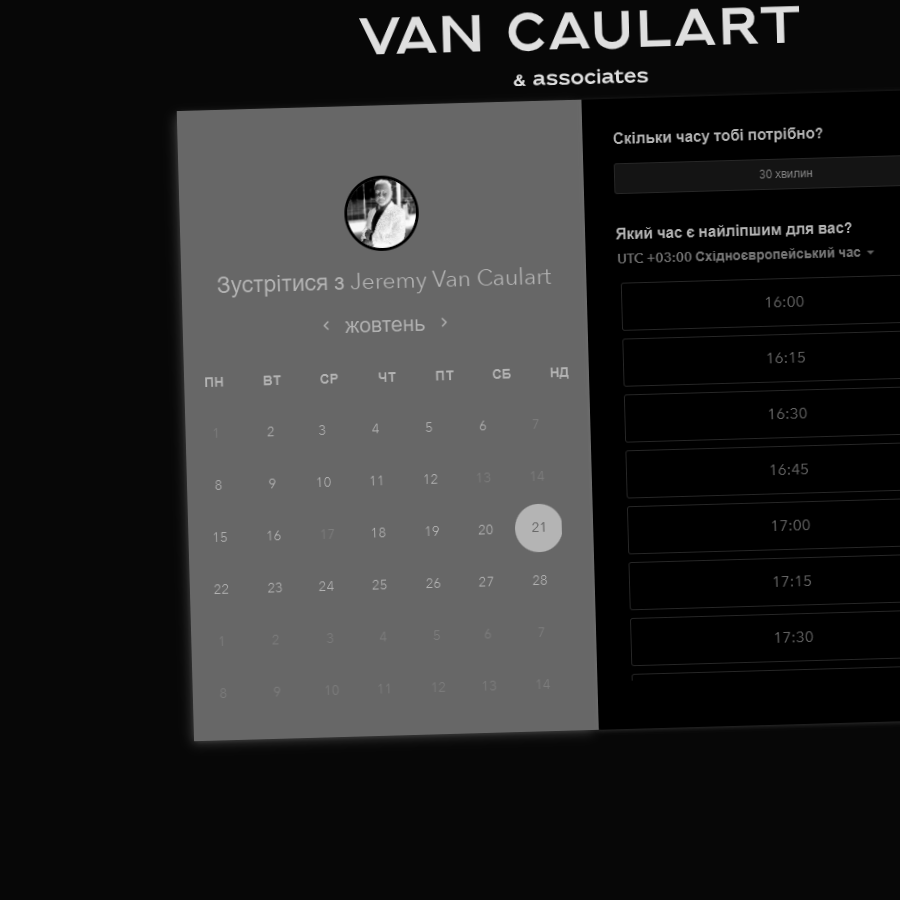 VAN CAULART
& associates
Зустрітися з Jeremy Van Caulart
жовтень
ПН ВТ СР ЧТ ПТ СБ НД
1 2 3 4 5 6 7
8 9 10 11 12 13 14
15 16 17 18 19 20 21
22 23 24 25 26 27 28
1 2 3 4 5 6 7
8 9 10 11 12 13 14
Скільки часу тобі потрібно?
30 хвилин
Який час є найліпшим для вас?
UTC +03:00 Східноєвропейський час
16:00
16:15
16:30
16:45
17:00
17:15
17:30